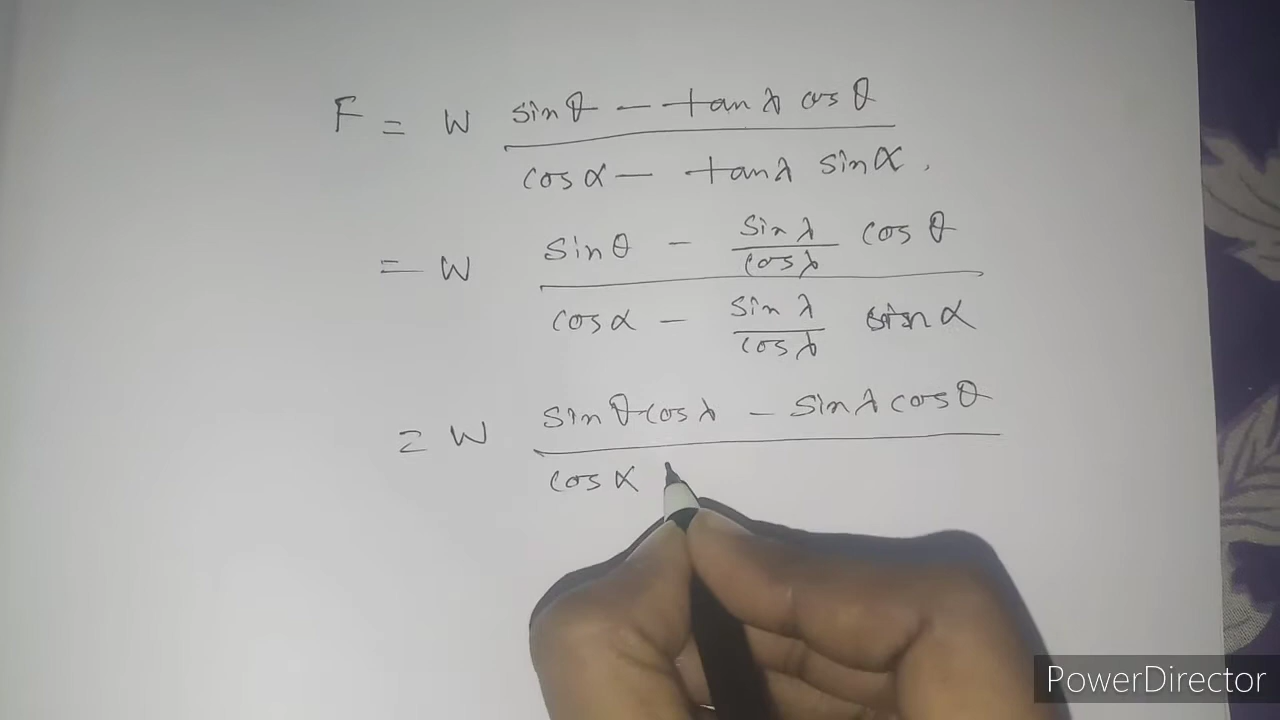 F = W (sinθ − tanλ cosθ) / (cosα − tanλ sinα).
= W (sinθ − (sinλ / cosλ) cosθ) / (cosα − (sinλ / cosλ) sinα)
= W (sinθ cosλ − sinλ cosθ) / (cosα
PowerDirector